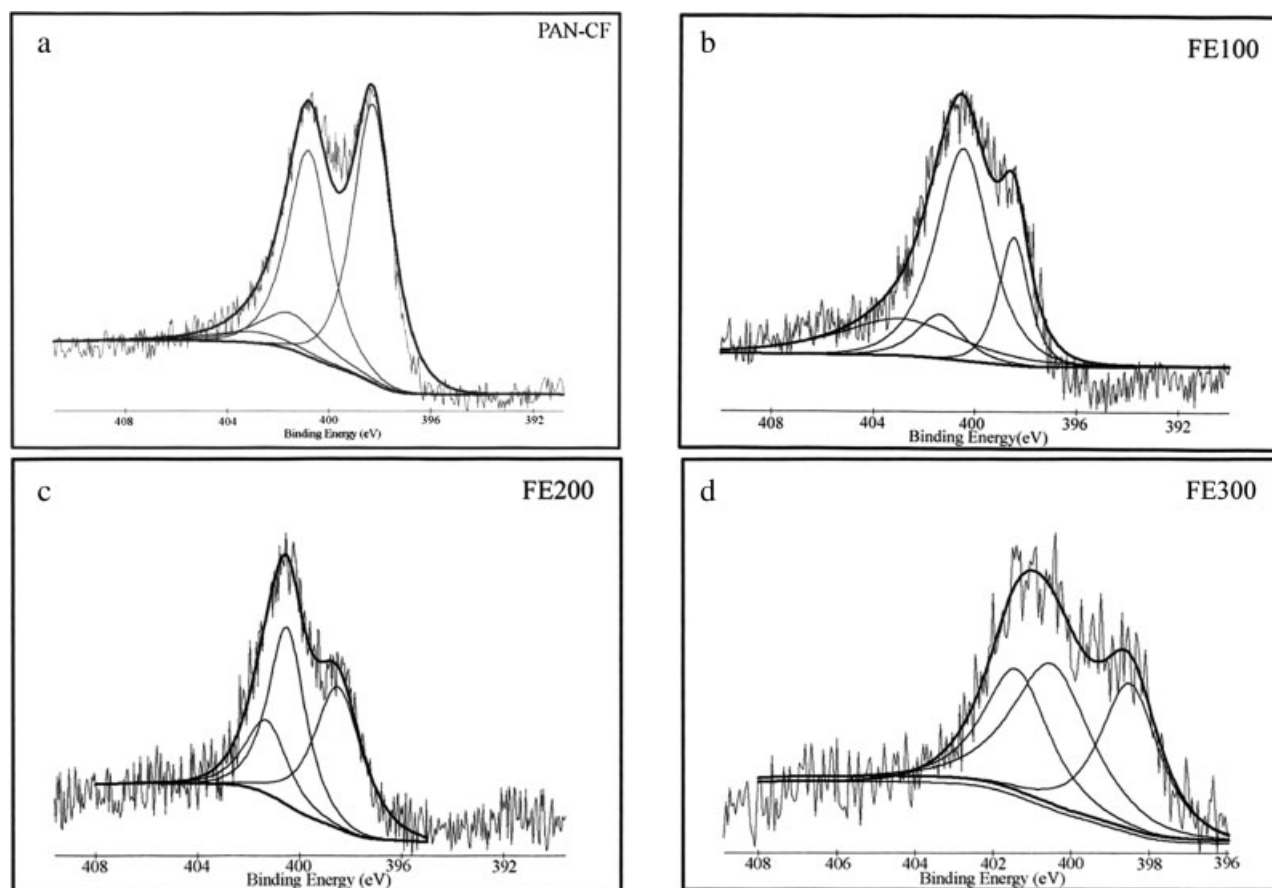 a
PAN-CF
408 404 400 396 392
Binding Energy (eV)
b
FE100
408 404 400 396 392
Binding Energy(eV)
c
FE200
408 404 400 396 392
Binding Energy (eV)
d
FE300
408 406 404 402 400 398 396
Binding Energy (eV)